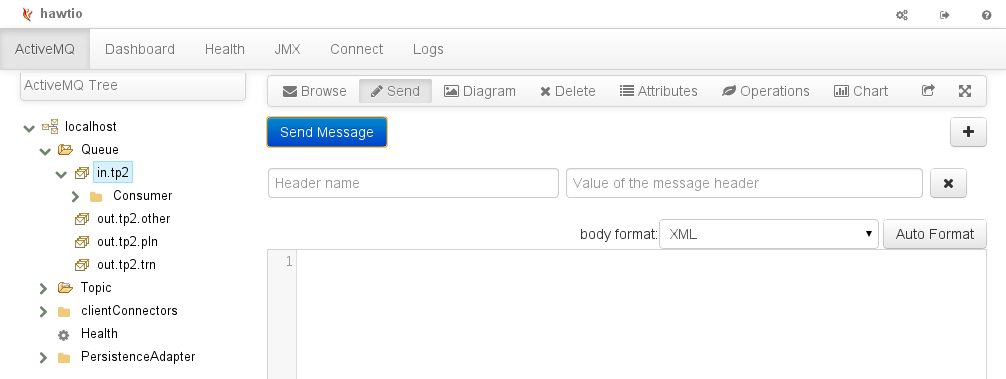 hawtio
ActiveMQ Dashboard Health JMX Connect Logs
ActiveMQ Tree
Browse Send Diagram Delete Attributes Operations Chart
localhost
Queue
in.tp2
Consumer
out.tp2.other
out.tp2.pln
out.tp2.trn
Topic
clientConnectors
Health
PersistenceAdapter
Send Message
Header name Value of the message header
body format: XML Auto Format
1